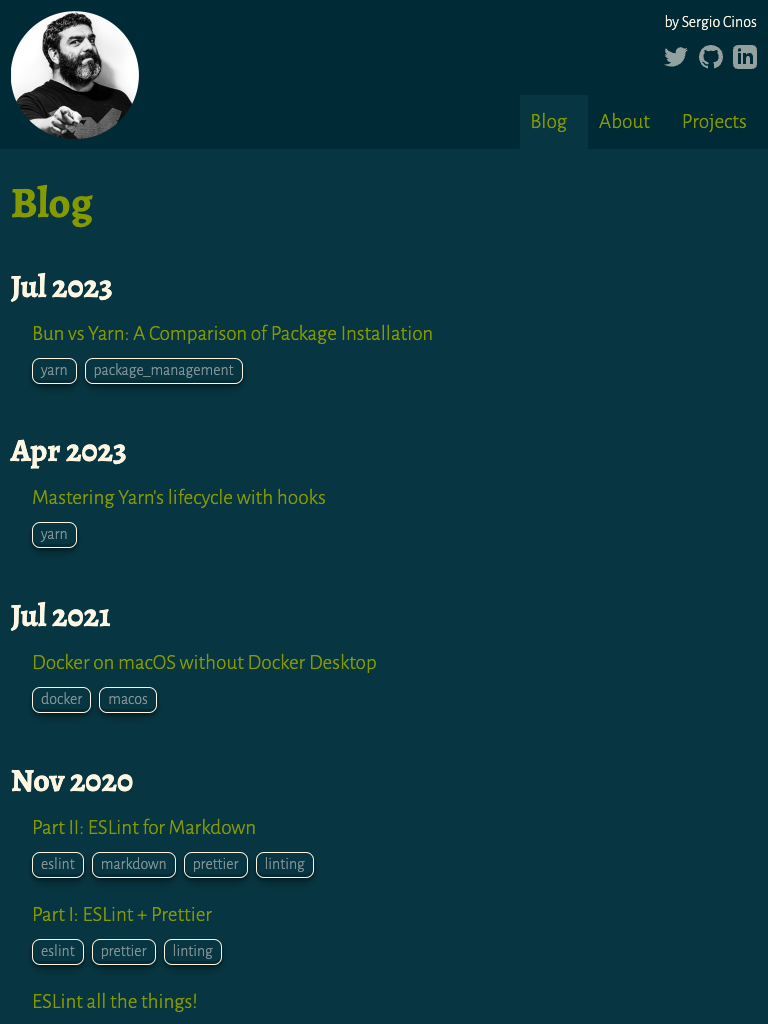 by Sergio Cinos
Blog
About
Projects
Blog
Jul 2023
Bun vs Yarn: A Comparison of Package Installation
yarn package_management
Apr 2023
Mastering Yarn's lifecycle with hooks
yarn
Jul 2021
Docker on macOS without Docker Desktop
docker macos
Nov 2020
Part II: ESLint for Markdown
eslint markdown prettier linting
Part I: ESLint + Prettier
eslint prettier linting
ESLint all the things!